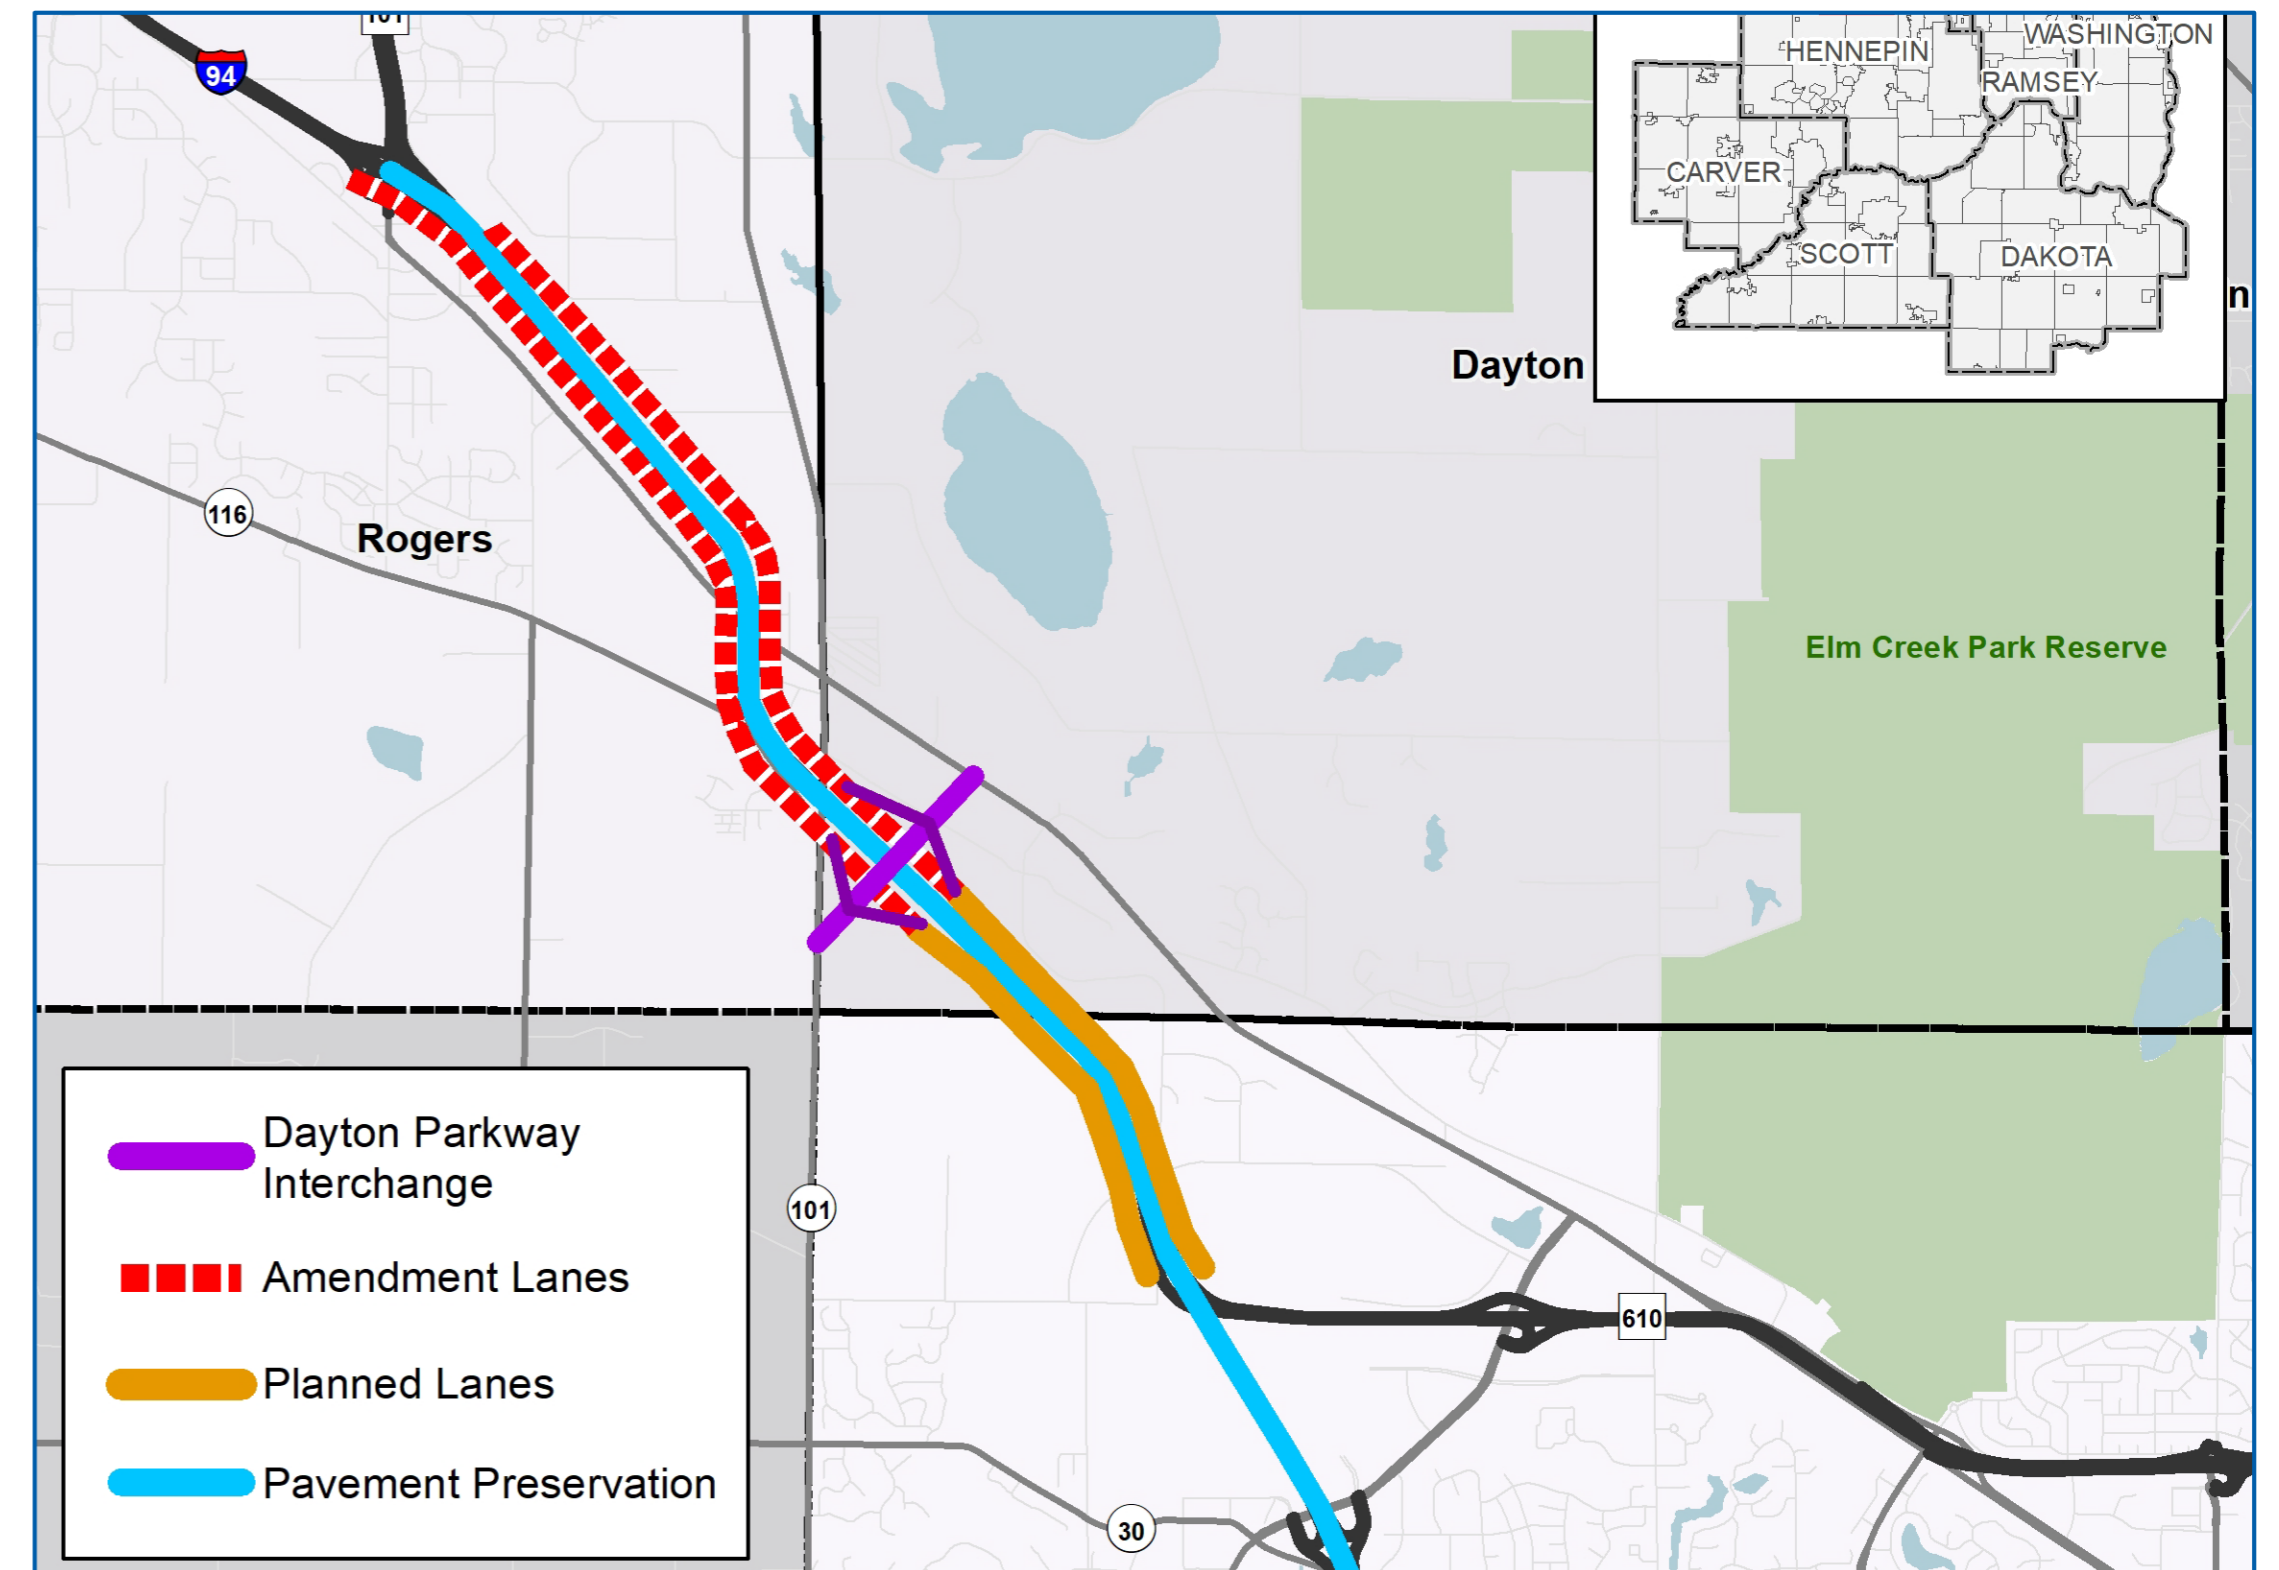 101
94
HENNEPIN
WASHINGTON
RAMSEY
CARVER
SCOTT
DAKOTA
n
Dayton
116
Rogers
Elm Creek Park Reserve
Dayton Parkway
Interchange
Amendment Lanes
Planned Lanes
Pavement Preservation
101
610
30